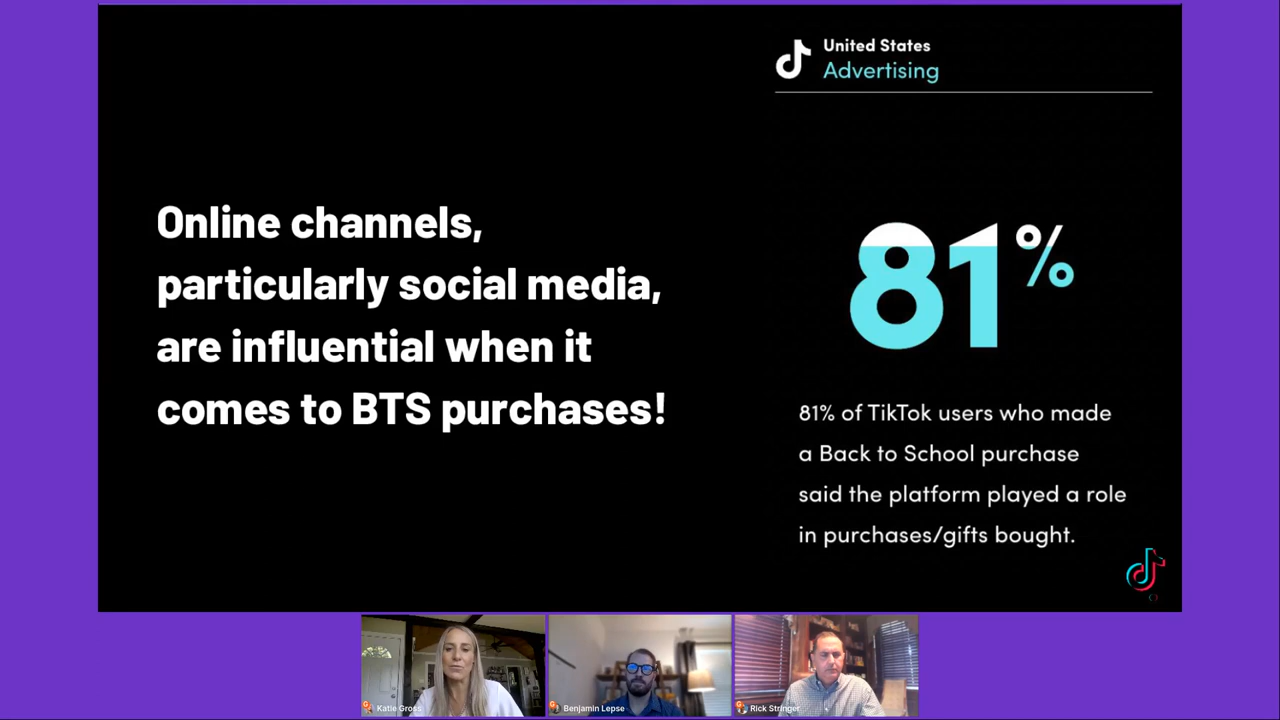 United States
Advertising
Online channels,
particularly social media,
are influential when it
comes to BTS purchases!
81%
81% of TikTok users who made
a Back to School purchase
said the platform played a role
in purchases/gifts bought.
Katie Gross
Benjamin Lepse
Rick Stringer